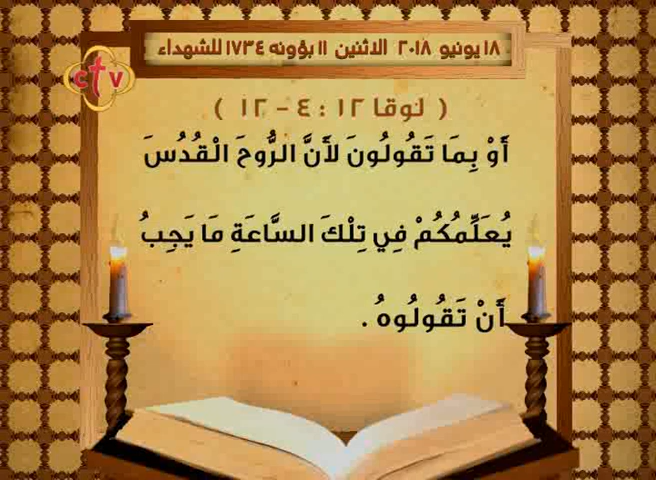 ١٨ يونيو ٢٠١٨ الاثنين ١١ بؤونه ١٧٣٤ للشهداء
CTV
( لوقا ١٢ : ٤ - ١٢ )
أَوْ بِمَا تَقُولُونَ لأَنَّ الرُّوحَ الْقُدُسَ
يُعَلِّمُكُمْ فِي تِلْكَ السَّاعَةِ مَا يَجِبُ
أَنْ تَقُولُوهُ .